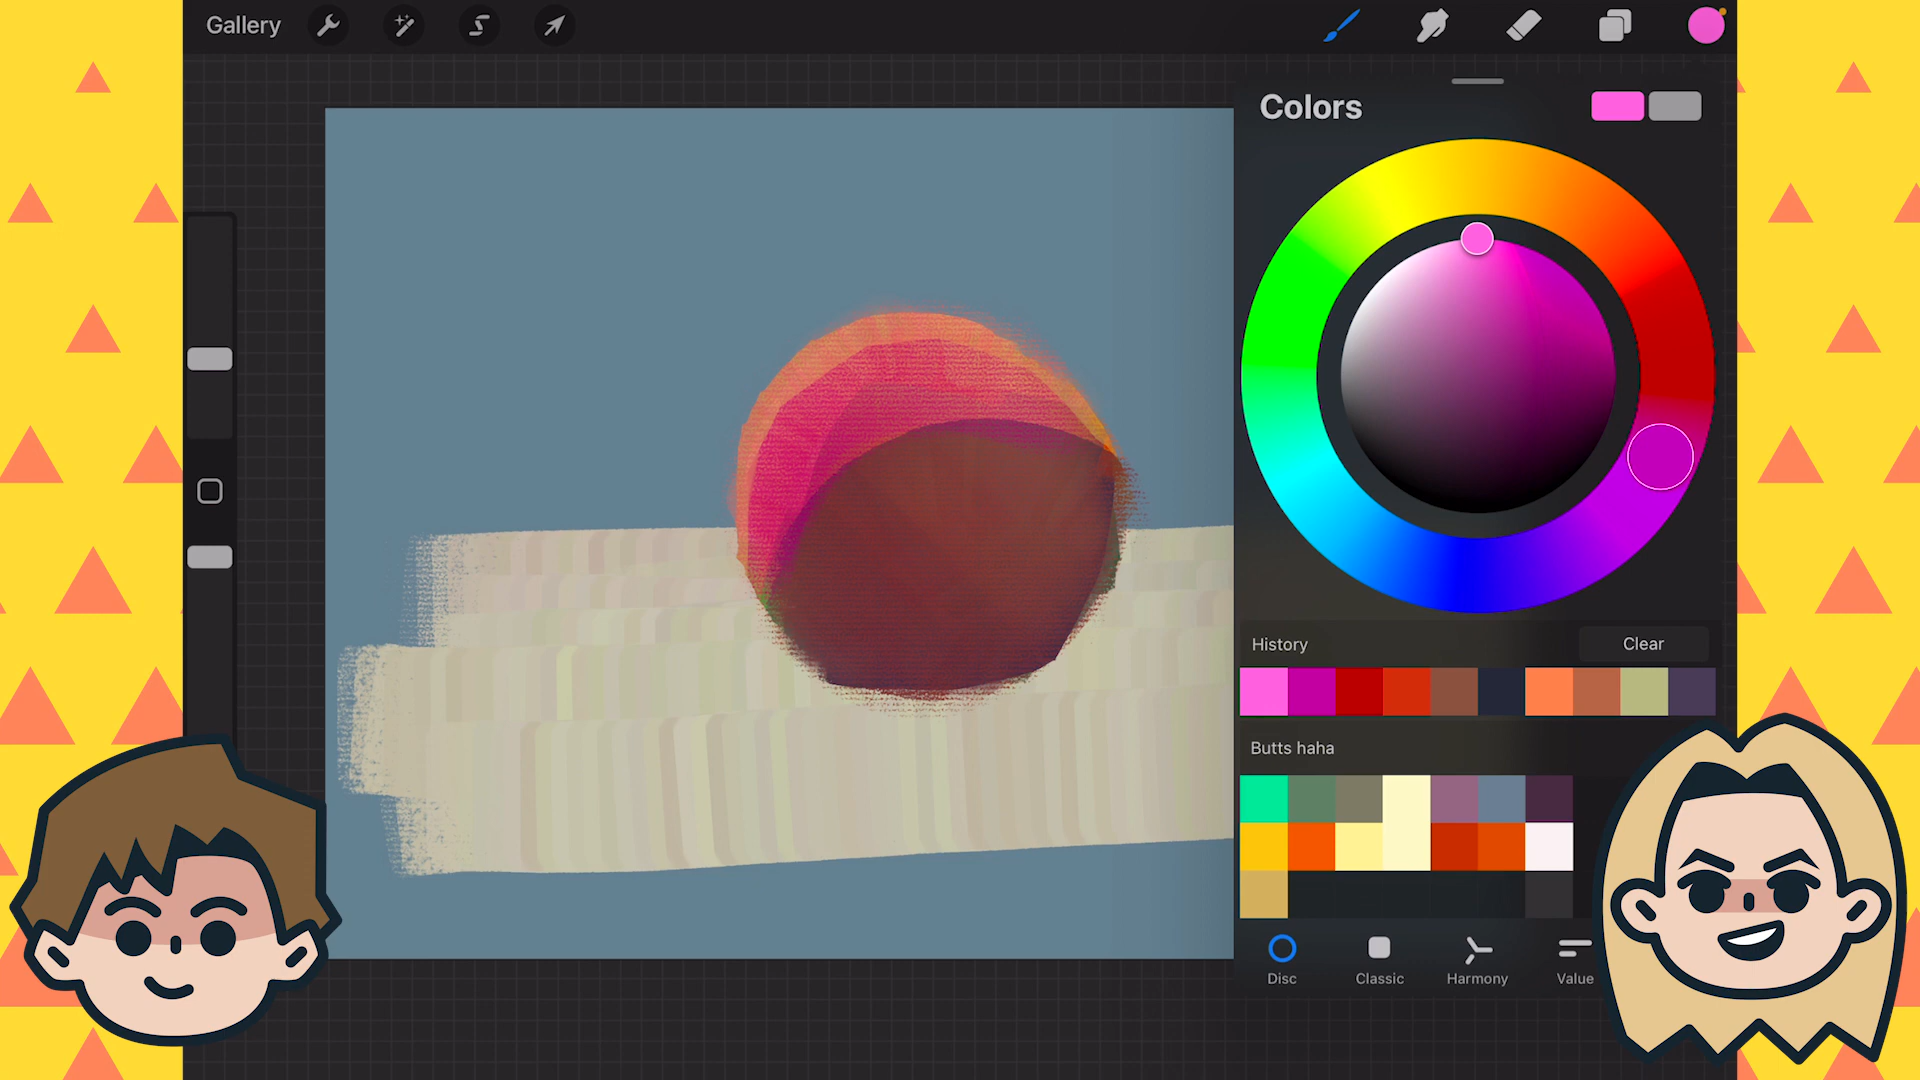 Gallery
Colors
History
Clear
Butts haha
Disc
Classic
Harmony
Value